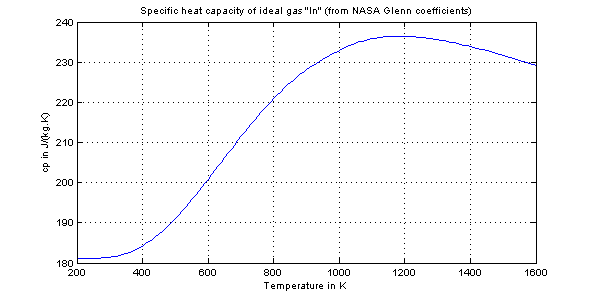 Specific heat capacity of ideal gas "In" (from NASA Glenn coefficients)
240
230
220
210
200
190
180
cp in J/(kg.K)
200 400 600 800 1000 1200 1400 1600
Temperature in K